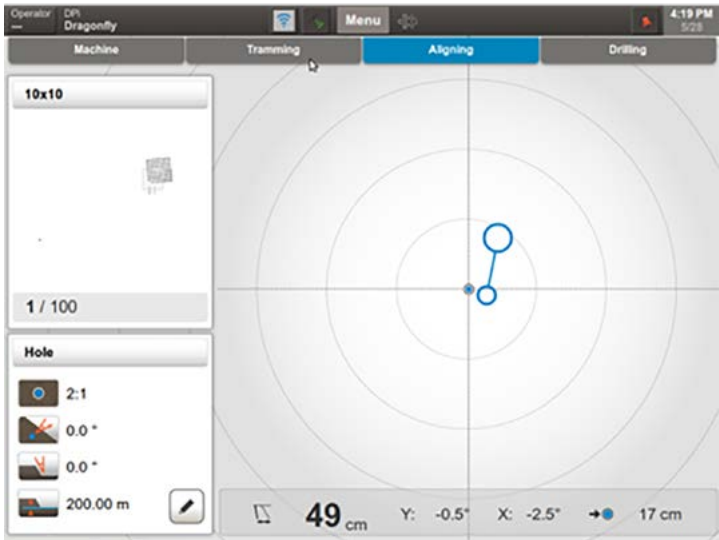 Operator DPI
— Dragonfly
Menu
4:19 PM
5/28
Machine Tramming Aligning Drilling
10x10
1 / 100
Hole
2:1
0.0 °
0.0 °
200.00 m
49 cm Y: -0.5° X: -2.5° 17 cm